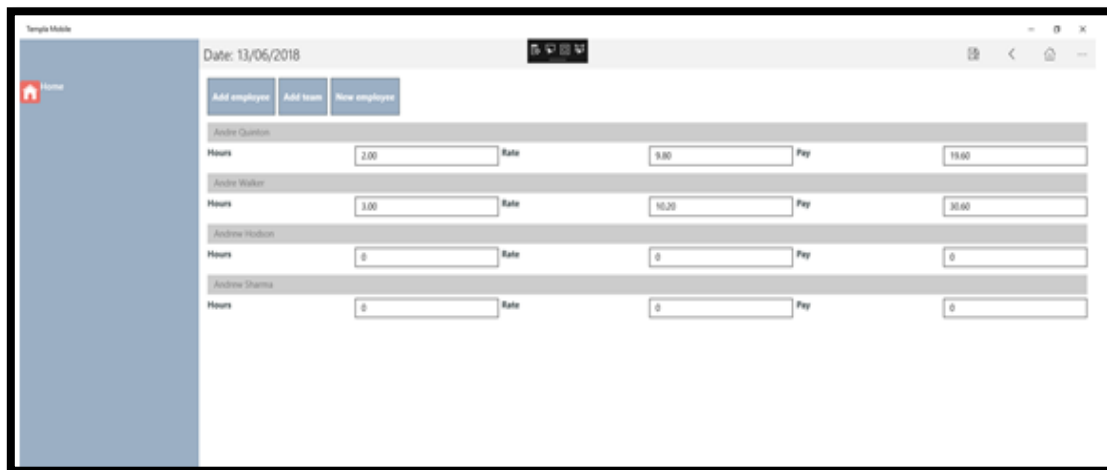 Templa Mobile
Date: 13/06/2018
Home
Add employee Add team New employee
Andre Quinton
Hours 2.00 Rate 9.80 Pay 19.60
Andre Walker
Hours 3.00 Rate 10.20 Pay 30.60
Andrew Hodson
Hours 0 Rate 0 Pay 0
Andrew Sharma
Hours 0 Rate 0 Pay 0